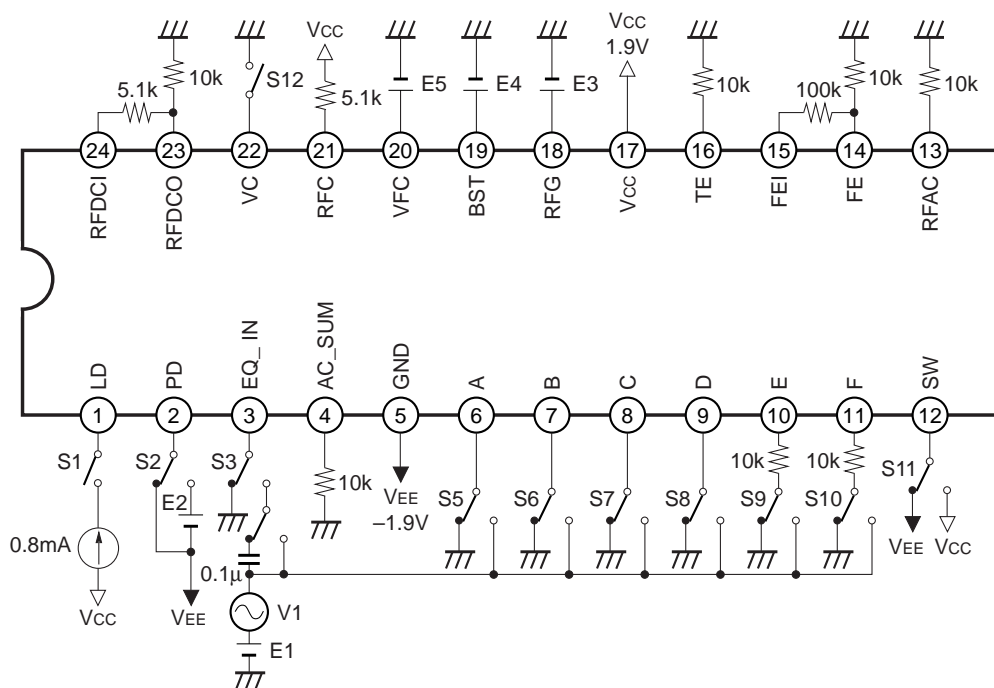 VCC
VCC
1.9V
10k
S12
5.1k
5.1k
E5
E4
E3
10k
100k
10k
10k
24
23
22
21
20
19
18
17
16
15
14
13
RFDCI
RFDCO
VC
RFC
VFC
BST
RFG
VCC
TE
FEI
FE
RFAC
LD
PD
EQ_ IN
AC_SUM
GND
A
B
C
D
E
F
SW
1
2
3
4
5
6
7
8
9
10
11
12
S1
S2
S3
10k
VEE
–1.9V
10k
10k
S11
E2
S5
S6
S7
S8
S9
S10
0.8mA
0.1μ
VEE
VCC
VCC
VEE
V1
E1